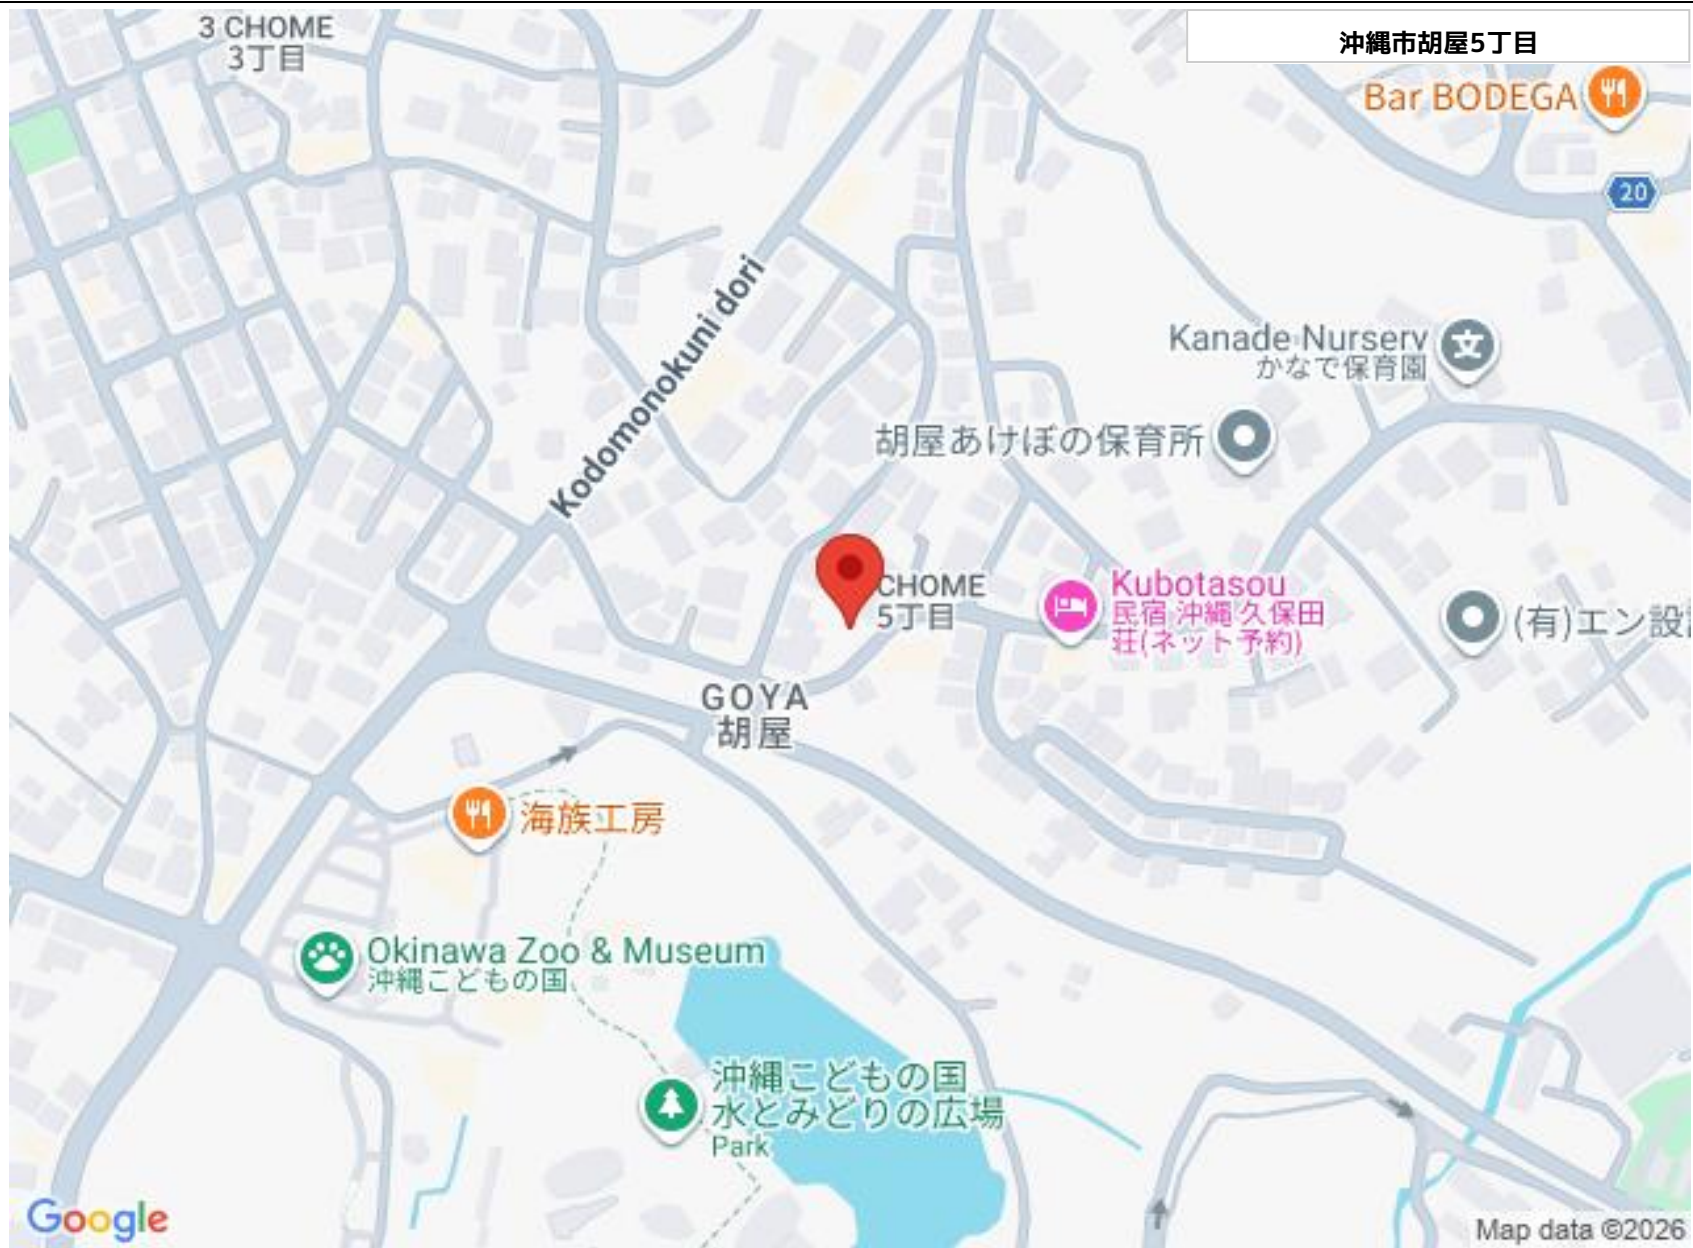 3 CHOME
3丁目
沖縄市胡屋5丁目
Bar BODEGA
20
Kodomonokuni dori
Kanade Nursery
かなで保育園
胡屋あけぼの保育所
CHOME
5丁目
Kubotasou
民宿 沖縄 久保田
荘(ネット予約)
(有)エン設
GOYA
胡屋
海族工房
Okinawa Zoo & Museum
沖縄こどもの国
沖縄こどもの国
水とみどりの広場
Park
Google
Map data ©2026